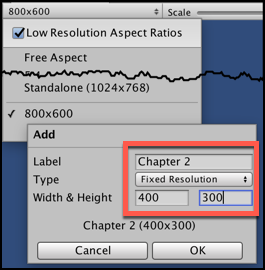 800x600 Scale
Low Resolution Aspect Ratios
Free Aspect
Standalone (1024x768)
✓ 800x600
Add
Label Chapter 2
Type Fixed Resolution
Width & Height 400 300
Chapter 2 (400x300)
Cancel OK